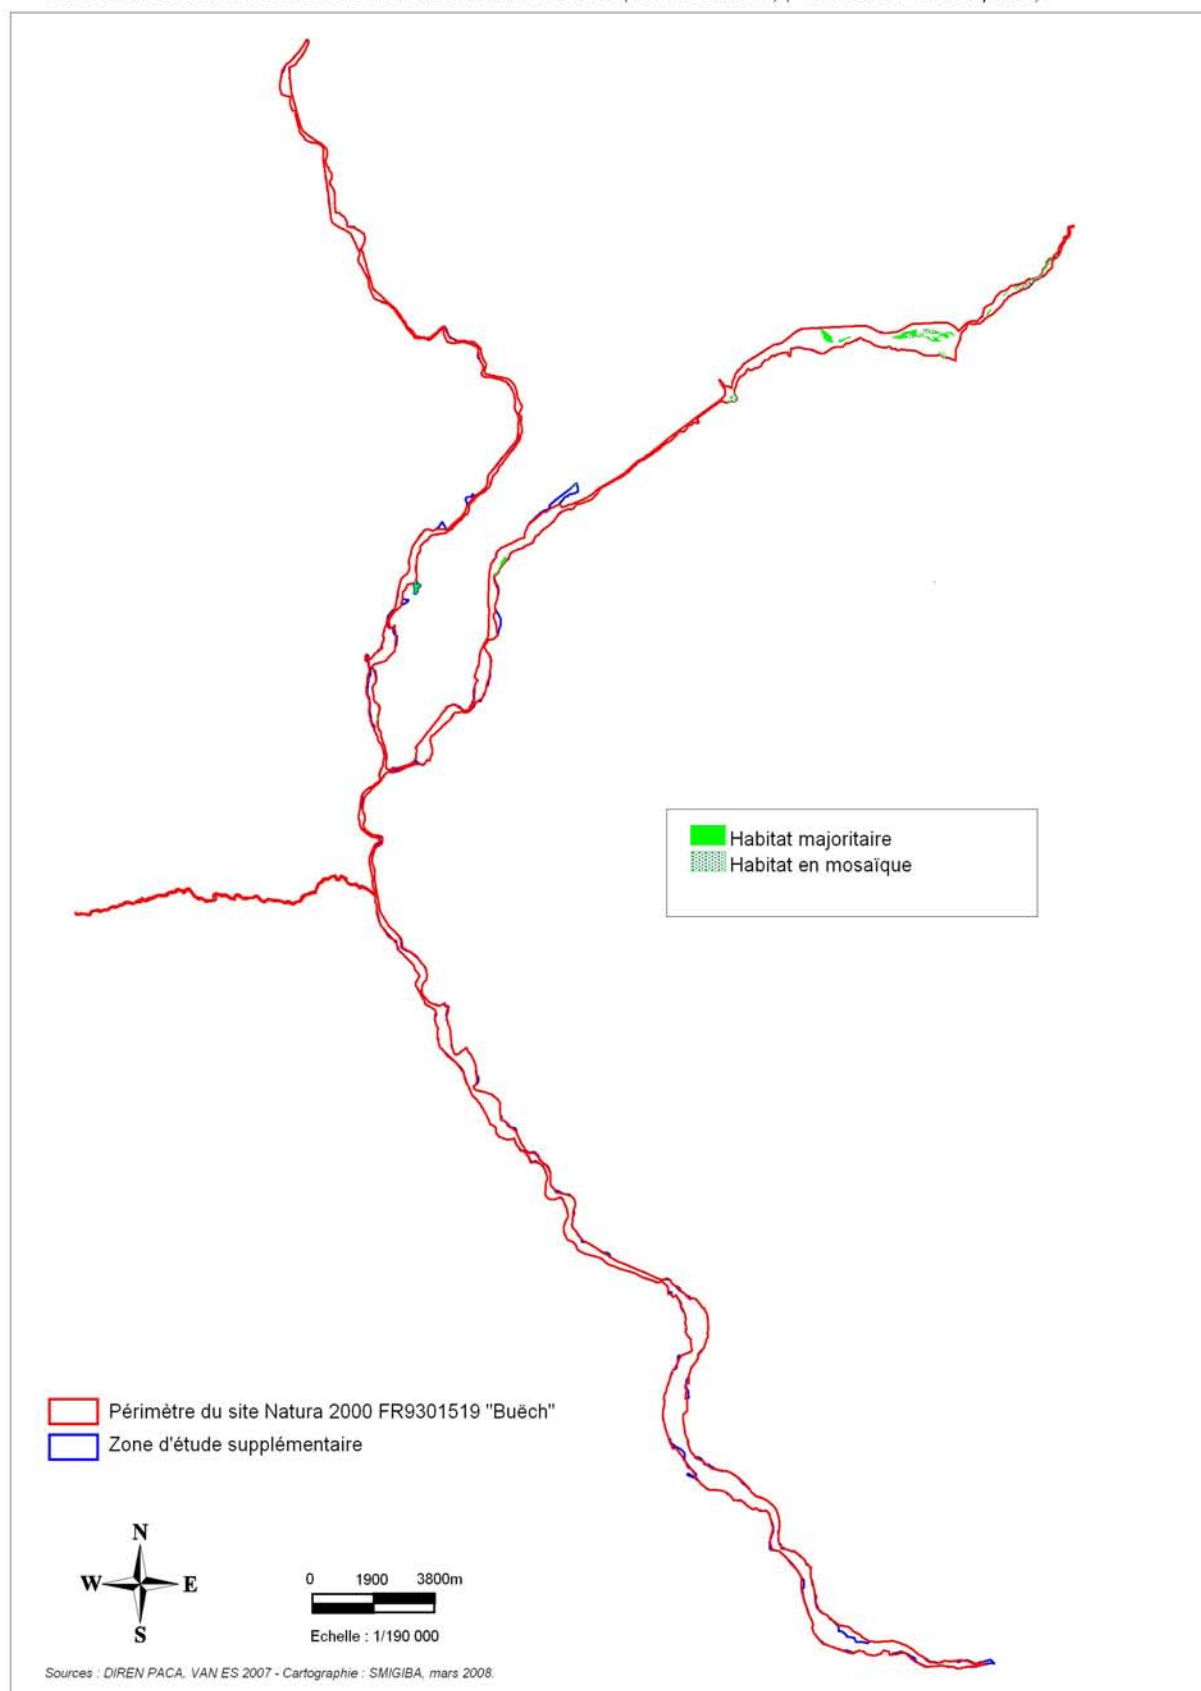 Habitat majoritaire
Habitat en mosaïque
Périmètre du site Natura 2000 FR9301519 "Buëch"
Zone d'étude supplémentaire
N
W E
S
0 1900 3800m
Echelle : 1/190 000
Sources : DIREN PACA, VAN ES 2007 - Cartographie : SMIGIBA, mars 2008.